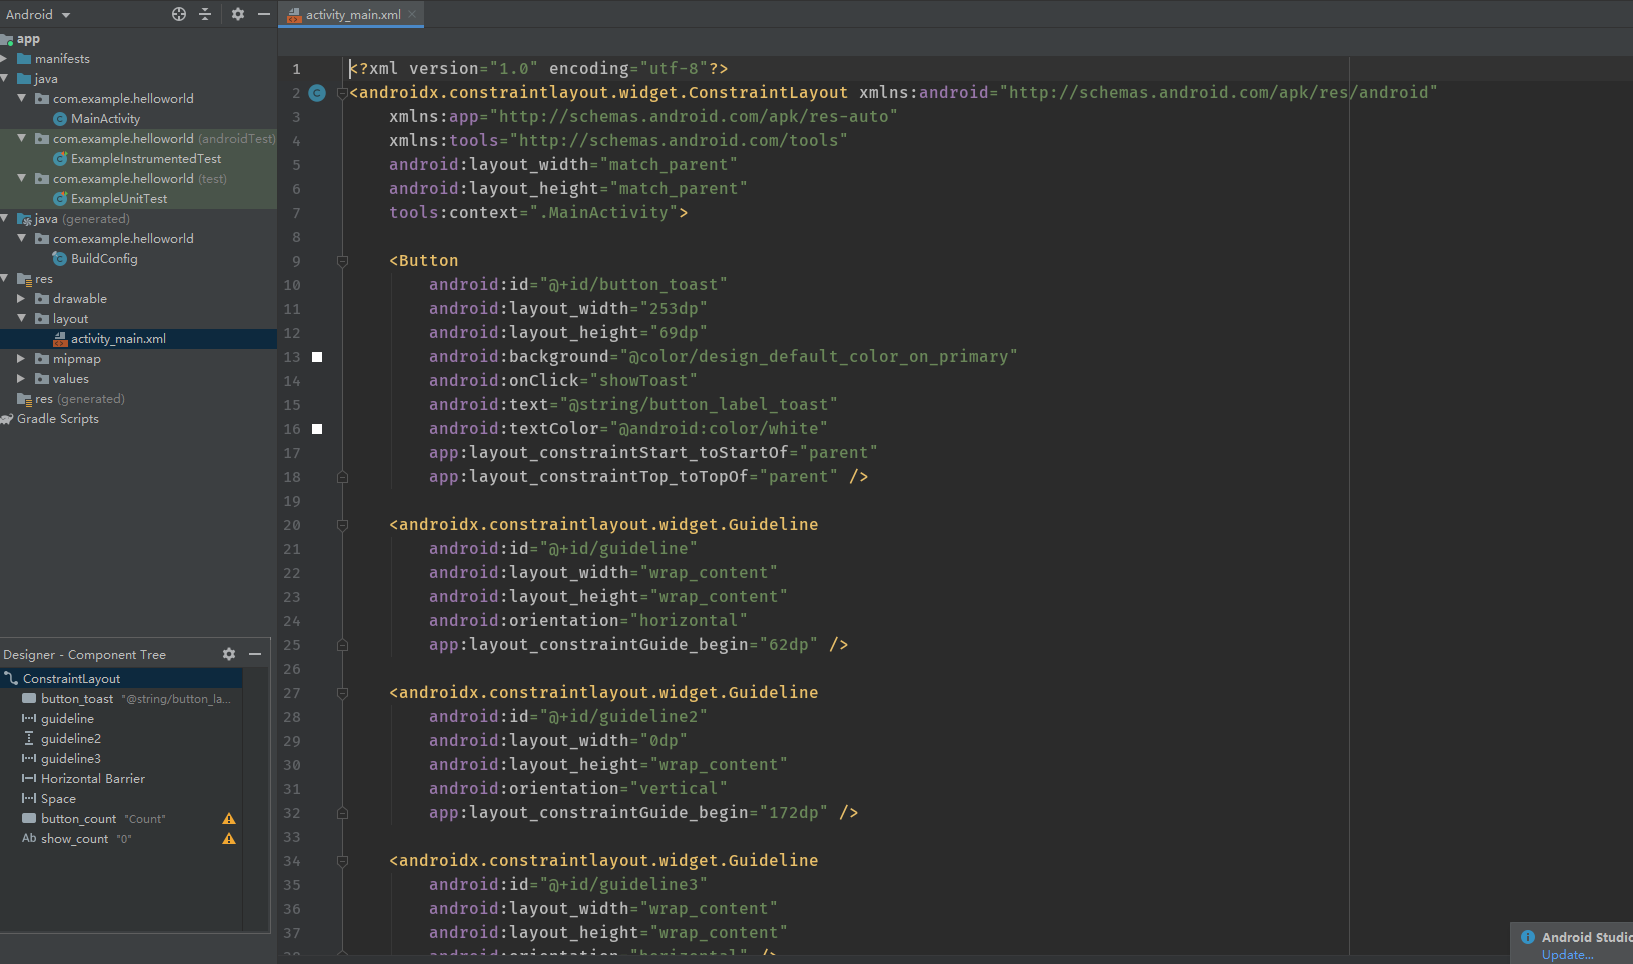 Android
activity_main.xml
app
manifests
java
com.example.helloworld
MainActivity
com.example.helloworld (androidTest)
ExampleInstrumentedTest
com.example.helloworld (test)
ExampleUnitTest
java (generated)
com.example.helloworld
BuildConfig
res
drawable
layout
activity_main.xml
mipmap
values
res (generated)
Gradle Scripts
Designer - Component Tree
ConstraintLayout
button_toast "@string/button_la...
guideline
guideline2
guideline3
Horizontal Barrier
Space
button_count "Count"
Ab show_count "0"
1 <?xml version="1.0" encoding="utf-8"?>
2 C <androidx.constraintlayout.widget.ConstraintLayout xmlns:android="http://schemas.android.com/apk/res/android"
3 xmlns:app="http://schemas.android.com/apk/res-auto"
4 xmlns:tools="http://schemas.android.com/tools"
5 android:layout_width="match_parent"
6 android:layout_height="match_parent"
7 tools:context=".MainActivity">
8
9 <Button
10 android:id="@+id/button_toast"
11 android:layout_width="253dp"
12 android:layout_height="69dp"
13 android:background="@color/design_default_color_on_primary"
14 android:onClick="showToast"
15 android:text="@string/button_label_toast"
16 android:textColor="@android:color/white"
17 app:layout_constraintStart_toStartOf="parent"
18 app:layout_constraintTop_toTopOf="parent" />
19
20 <androidx.constraintlayout.widget.Guideline
21 android:id="@+id/guideline"
22 android:layout_width="wrap_content"
23 android:layout_height="wrap_content"
24 android:orientation="horizontal"
25 app:layout_constraintGuide_begin="62dp" />
26
27 <androidx.constraintlayout.widget.Guideline
28 android:id="@+id/guideline2"
29 android:layout_width="0dp"
30 android:layout_height="wrap_content"
31 android:orientation="vertical"
32 app:layout_constraintGuide_begin="172dp" />
33
34 <androidx.constraintlayout.widget.Guideline
35 android:id="@+id/guideline3"
36 android:layout_width="wrap_content"
37 android:layout_height="wrap_content"
38 android:orientation="horizontal" />
Android Studio
Update...